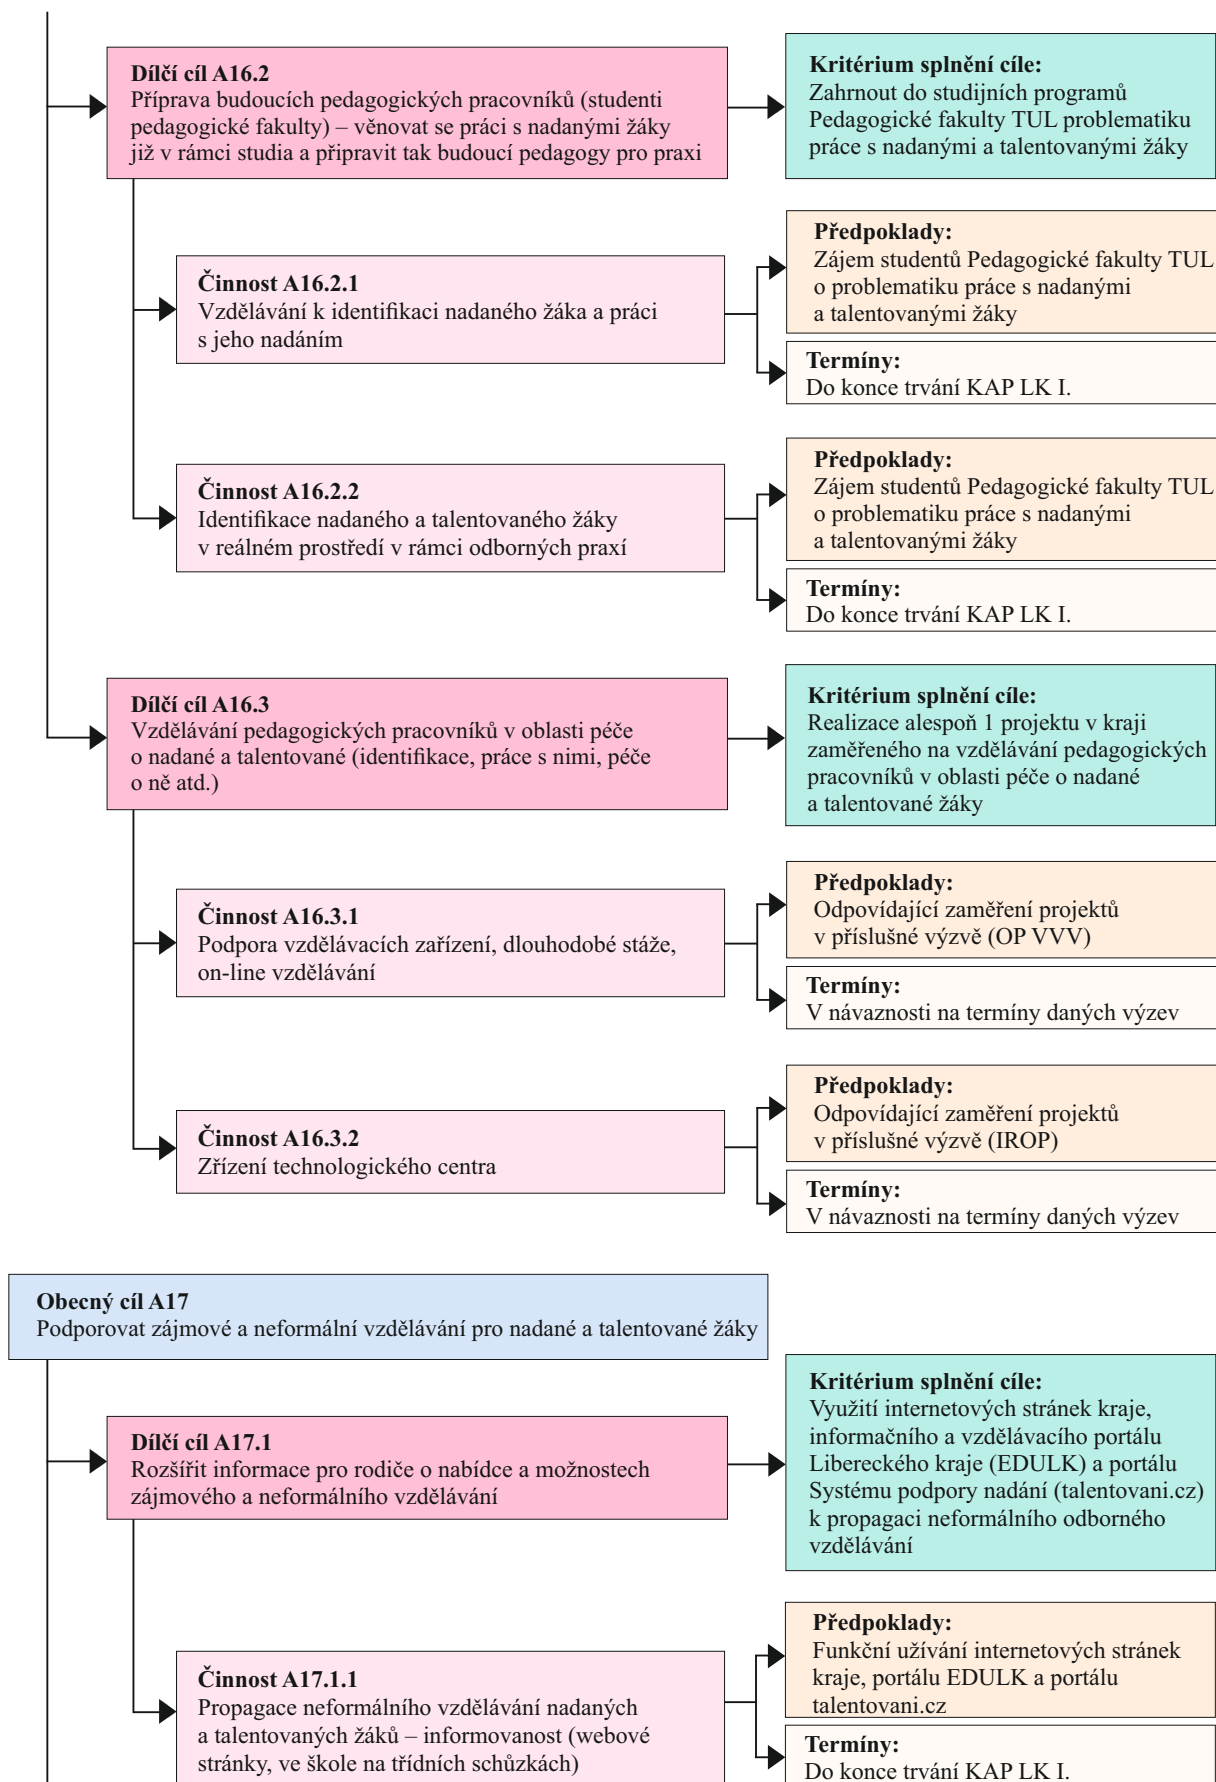 Dílčí cíl A16.2
Příprava budoucích pedagogických pracovníků (studenti
pedagogické fakulty) – věnovat se práci s nadanými žáky
již v rámci studia a připravit tak budoucí pedagogy pro praxi
Kritérium splnění cíle:
Zahrnout do studijních programů
Pedagogické fakulty TUL problematiku
práce s nadanými a talentovanými žáky
Činnost A16.2.1
Vzdělávání k identifikaci nadaného žáka a práci
s jeho nadáním
Předpoklady:
Zájem studentů Pedagogické fakulty TUL
o problematiku práce s nadanými
a talentovanými žáky
Termíny:
Do konce trvání KAP LK I.
Činnost A16.2.2
Identifikace nadaného a talentovaného žáky
v reálném prostředí v rámci odborných praxí
Předpoklady:
Zájem studentů Pedagogické fakulty TUL
o problematiku práce s nadanými
a talentovanými žáky
Termíny:
Do konce trvání KAP LK I.
Dílčí cíl A16.3
Vzdělávání pedagogických pracovníků v oblasti péče
o nadané a talentované (identifikace, práce s nimi, péče
o ně atd.)
Kritérium splnění cíle:
Realizace alespoň 1 projektu v kraji
zaměřeného na vzdělávání pedagogických
pracovníků v oblasti péče o nadané
a talentované žáky
Činnost A16.3.1
Podpora vzdělávacích zařízení, dlouhodobé stáže,
on-line vzdělávání
Předpoklady:
Odpovídající zaměření projektů
v příslušné výzvě (OP VVV)
Termíny:
V návaznosti na termíny daných výzev
Činnost A16.3.2
Zřízení technologického centra
Předpoklady:
Odpovídající zaměření projektů
v příslušné výzvě (IROP)
Termíny:
V návaznosti na termíny daných výzev
Obecný cíl A17
Podporovat zájmové a neformální vzdělávání pro nadané a talentované žáky
Dílčí cíl A17.1
Rozšířit informace pro rodiče o nabídce a možnostech
zájmového a neformálního vzdělávání
Kritérium splnění cíle:
Využití internetových stránek kraje,
informačního a vzdělávacího portálu
Libereckého kraje (EDULK) a portálu
Systému podpory nadání (talentovani.cz)
k propagaci neformálního odborného
vzdělávání
Činnost A17.1.1
Propagace neformálního vzdělávání nadaných
a talentovaných žáků – informovanost (webové
stránky, ve škole na třídních schůzkách)
Předpoklady:
Funkční užívání internetových stránek
kraje, portálu EDULK a portálu
talentovani.cz
Termíny:
Do konce trvání KAP LK I.